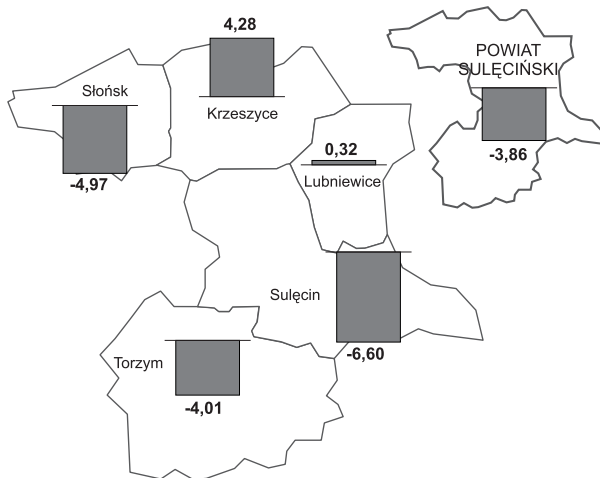 4,28
POWIAT
SULĘCIŃSKI
Słońsk
Krzeszyce
0,32
-3,86
-4,97
Lubniewice
Sulęcin
-6,60
Torzym
-4,01